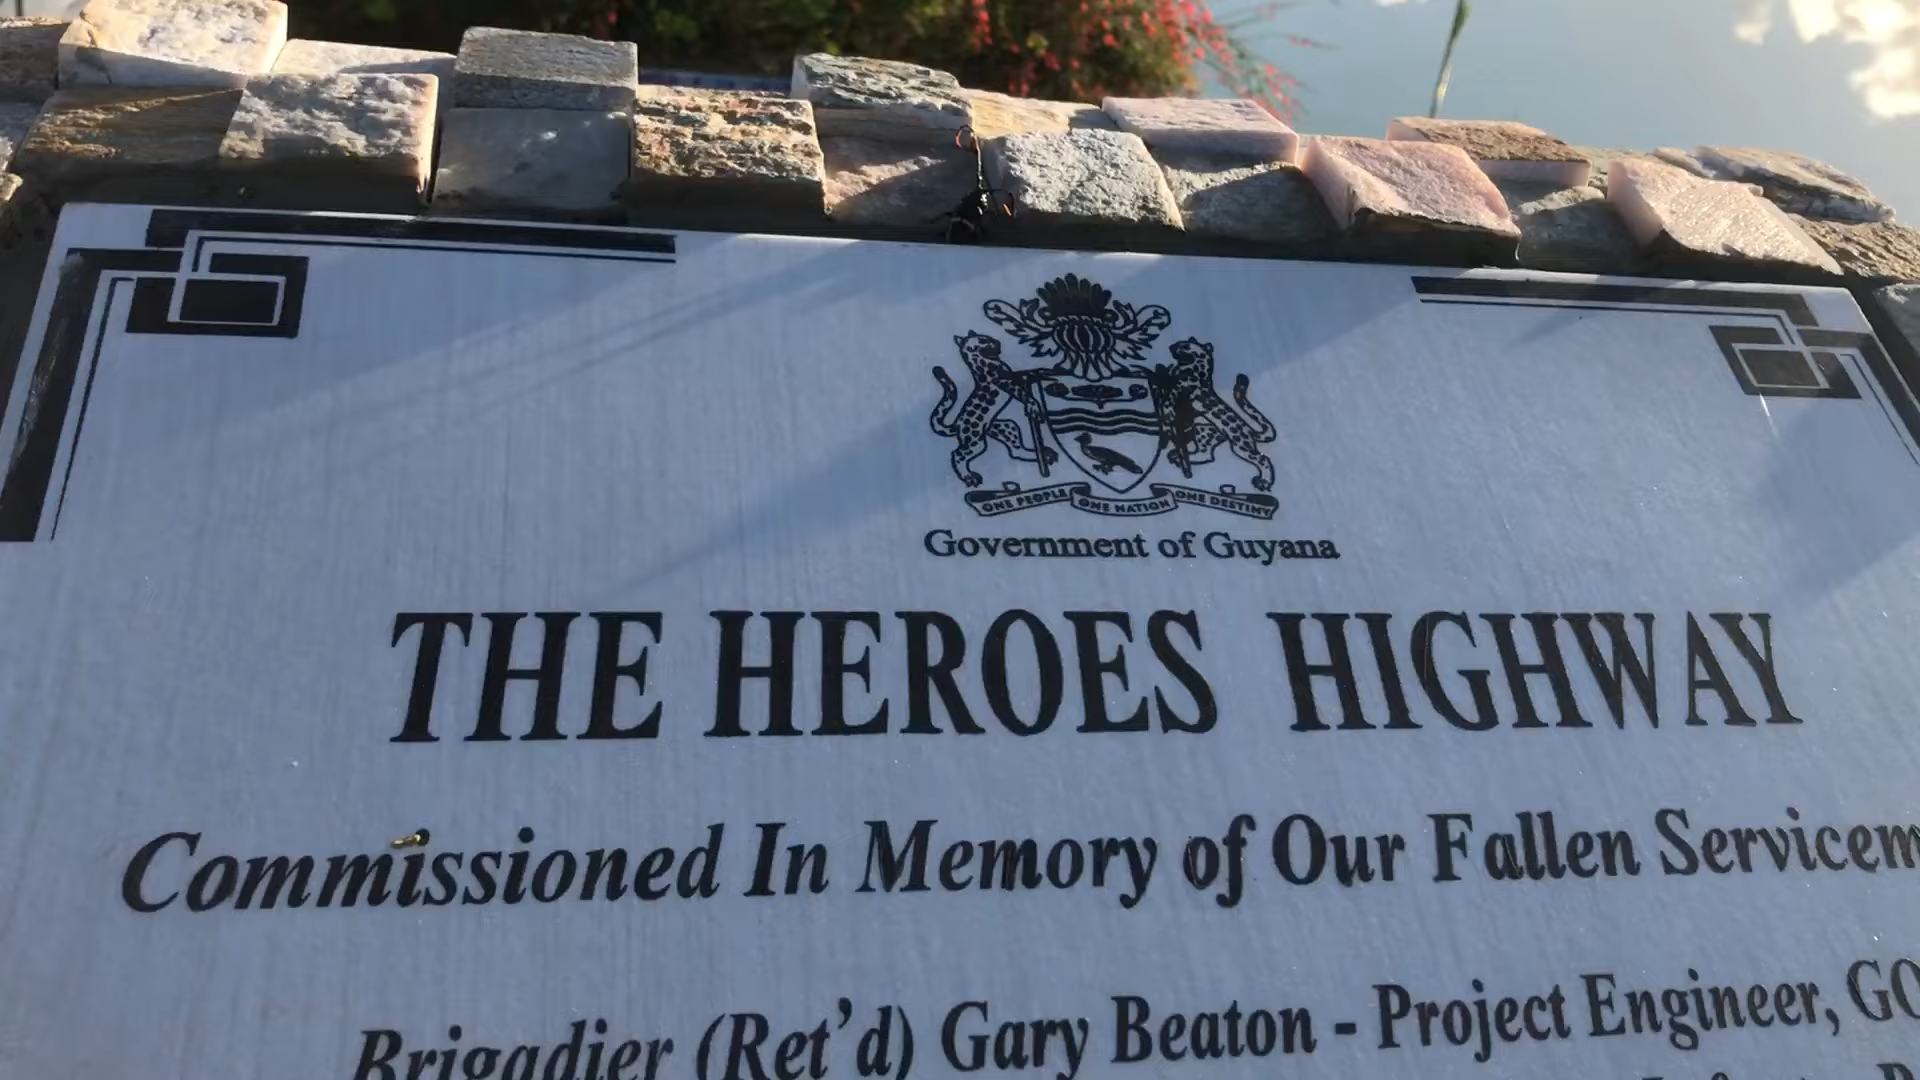 ONE PEOPLE ONE NATION ONE DESTINY
Government of Guyana
THE HEROES HIGHWAY
Commissioned In Memory of Our Fallen Servicem
Brigadier (Ret'd) Gary Beaton - Project Engineer, GO